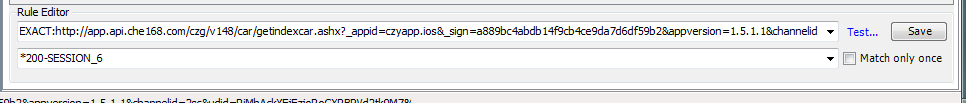 Rule Editor
EXACT:http://app.api.che168.com/czg/v148/car/getindexcar.ashx?_appid=czyapp.ios&_sign=a889bc4abdb14f9cb4ce9da7d6df59b2&appversion=1.5.1.1&channelid Test... Save
*200-SESSION_6 Match only once